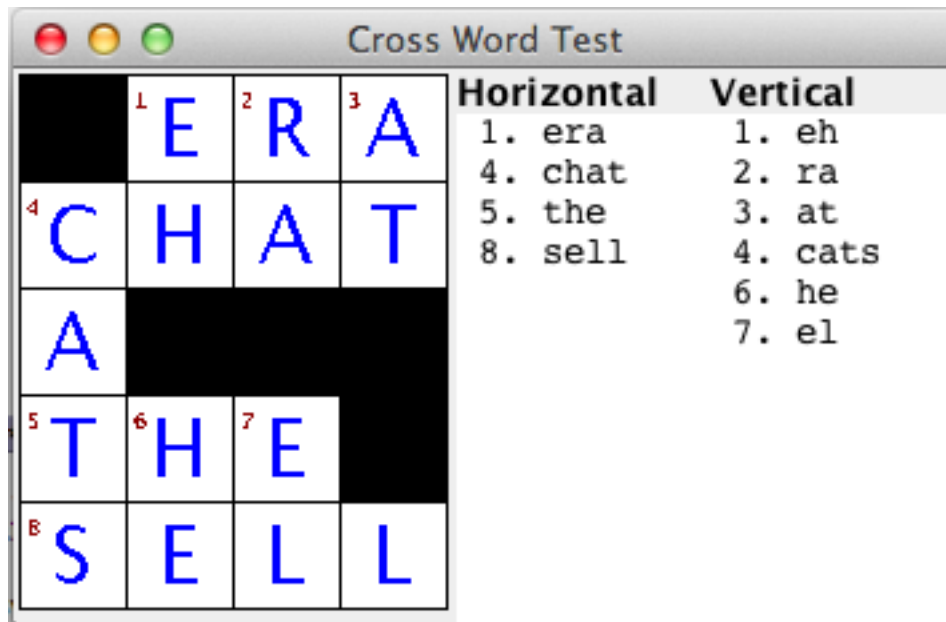 Cross Word Test
1 E 2 R 3 A
4 C H A T
A
5 T 6 H 7 E
8 S E L L
Horizontal Vertical
1. era 1. eh
4. chat 2. ra
5. the 3. at
8. sell 4. cats
6. he
7. el